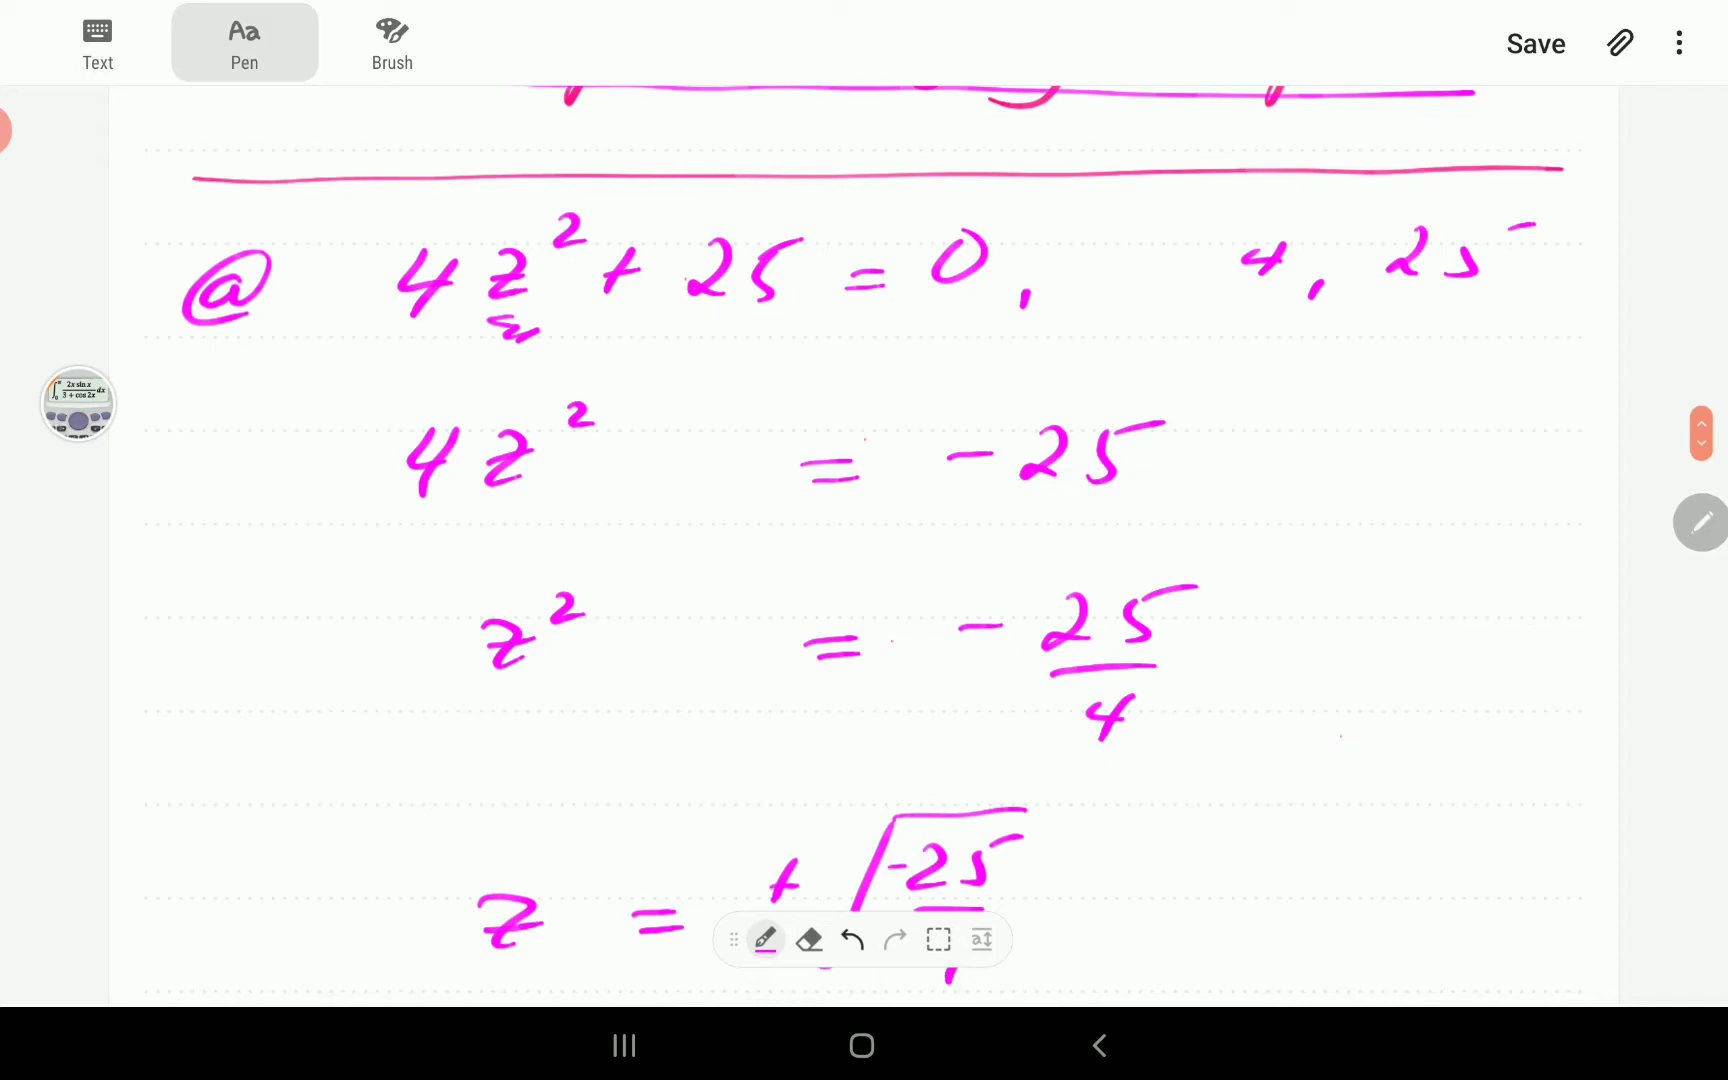 Text Pen Brush Save
ⓐ 4z² + 25 = 0, 4, 25
4z² = -25
z² = -25/4
z = ± √(-25